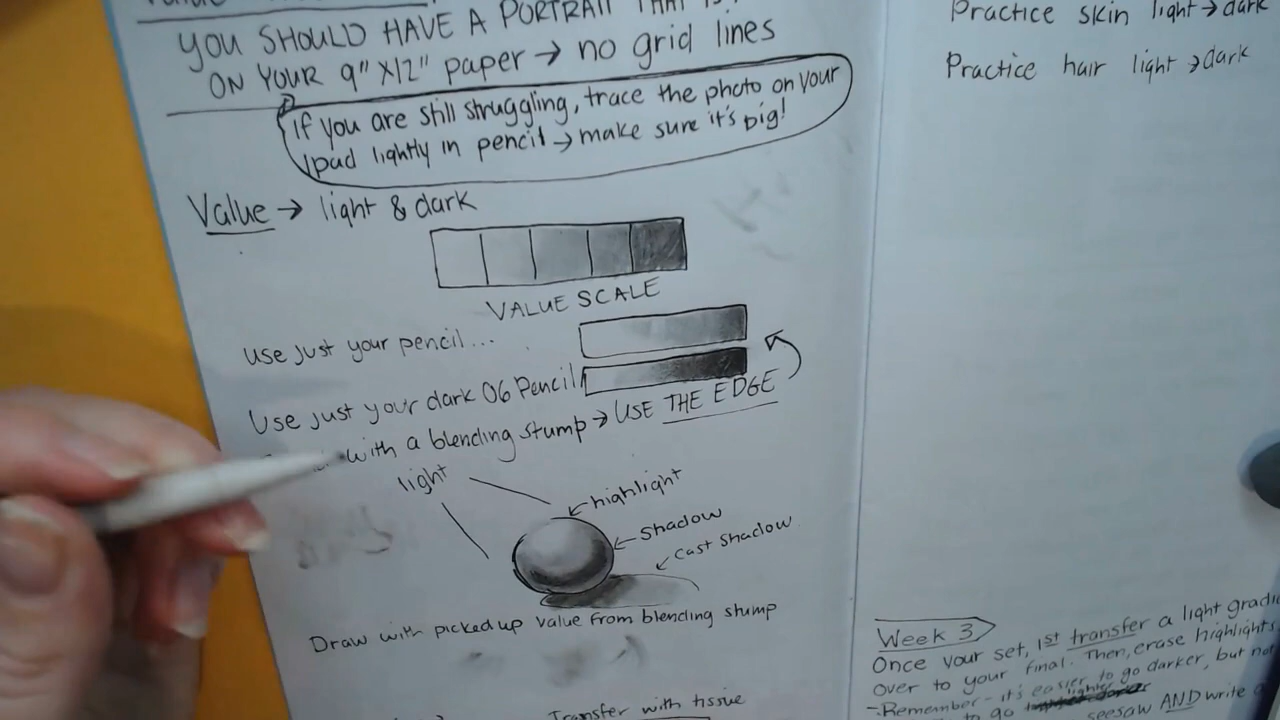 YOU SHOULD HAVE A PORTRAIT THAT IS
ON YOUR 9" X12" paper → no grid lines
If you are still struggling, trace the photo on your
ipad lightly in pencil → make sure it's big!
Value → light & dark
VALUE SCALE
Use just your pencil...
Use just your dark 06 Pencil
with a blending stump → USE THE EDGE
light
highlight
Shadow
Cast Shadow
Draw with picked up value from blending stump
Transfer with tissue
Practice skin light → dark
Practice hair light → dark
Week 3
Once your set, 1st transfer a light
over to your final. Then, erase highlights
-Remember - it's easier to go darker, but
to go lighter
seesaw AND write